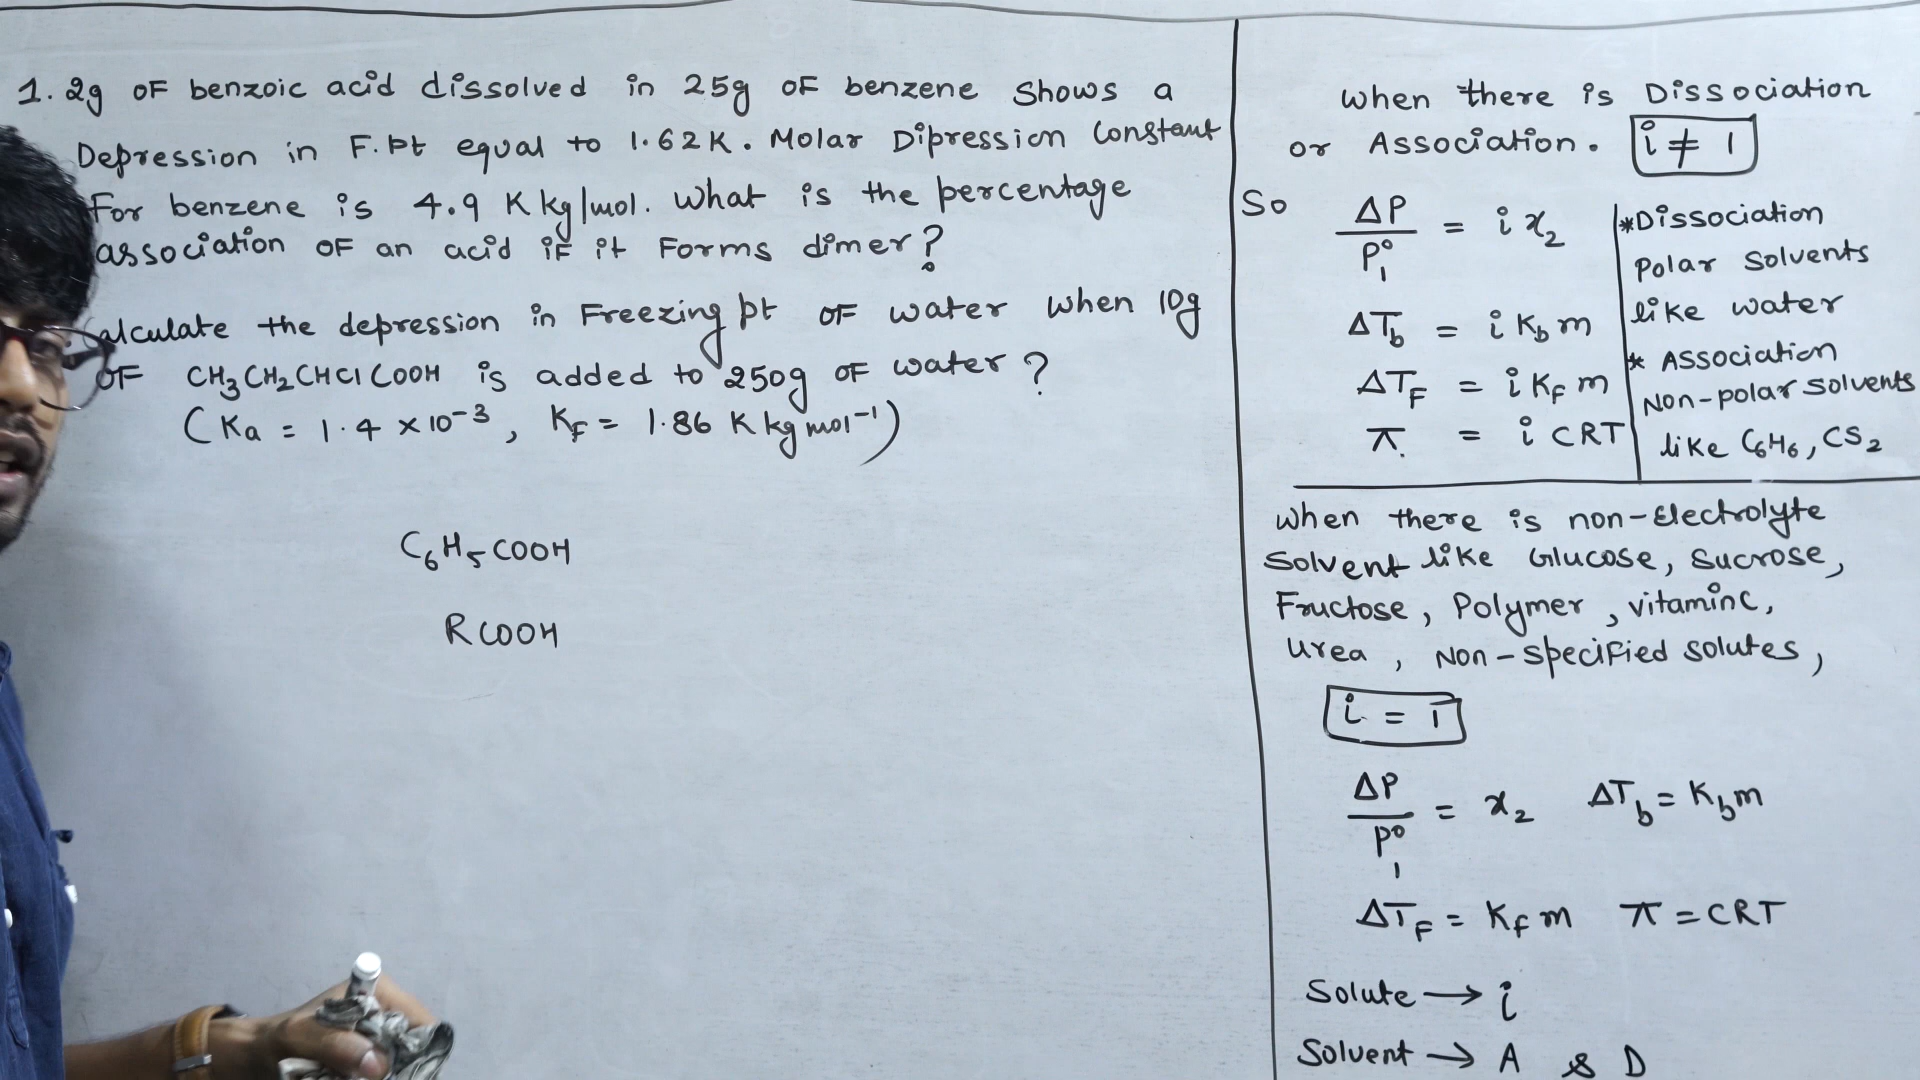 1. 2g OF benzoic acid dissolved in 25g OF benzene shows a
Depression in F.pt equal to 1.62K. Molar Dipression Constant
For benzene is 4.9 K kg/mol. what is the percentage
association OF an acid iF it Forms dimer?
alculate the depression in Freezing pt OF water when 10g
OF CH3CH2CHClCOOH is added to 250g OF water?
(Ka = 1.4 × 10⁻³, KF = 1.86 K kg mol⁻¹)
C6H5COOH
RCOOH
when there is Dissociation
or Association. i ≠ 1
So ΔP/P₁° = i x₂
ΔTb = i Kb m
ΔTF = i KF m
π = i CRT
*Dissociation
Polar Solvents
like water
* Association
Non-polar solvents
like C6H6, CS2
when there is non-Electrolyte
solvent like Glucose, Sucrose,
Fructose, Polymer, vitaminc,
urea, Non-specified solutes,
i = 1
ΔP/P₁° = x₂ ΔTb = Kbm
ΔTF = KF m π = CRT
Solute → i
Solvent → A & D